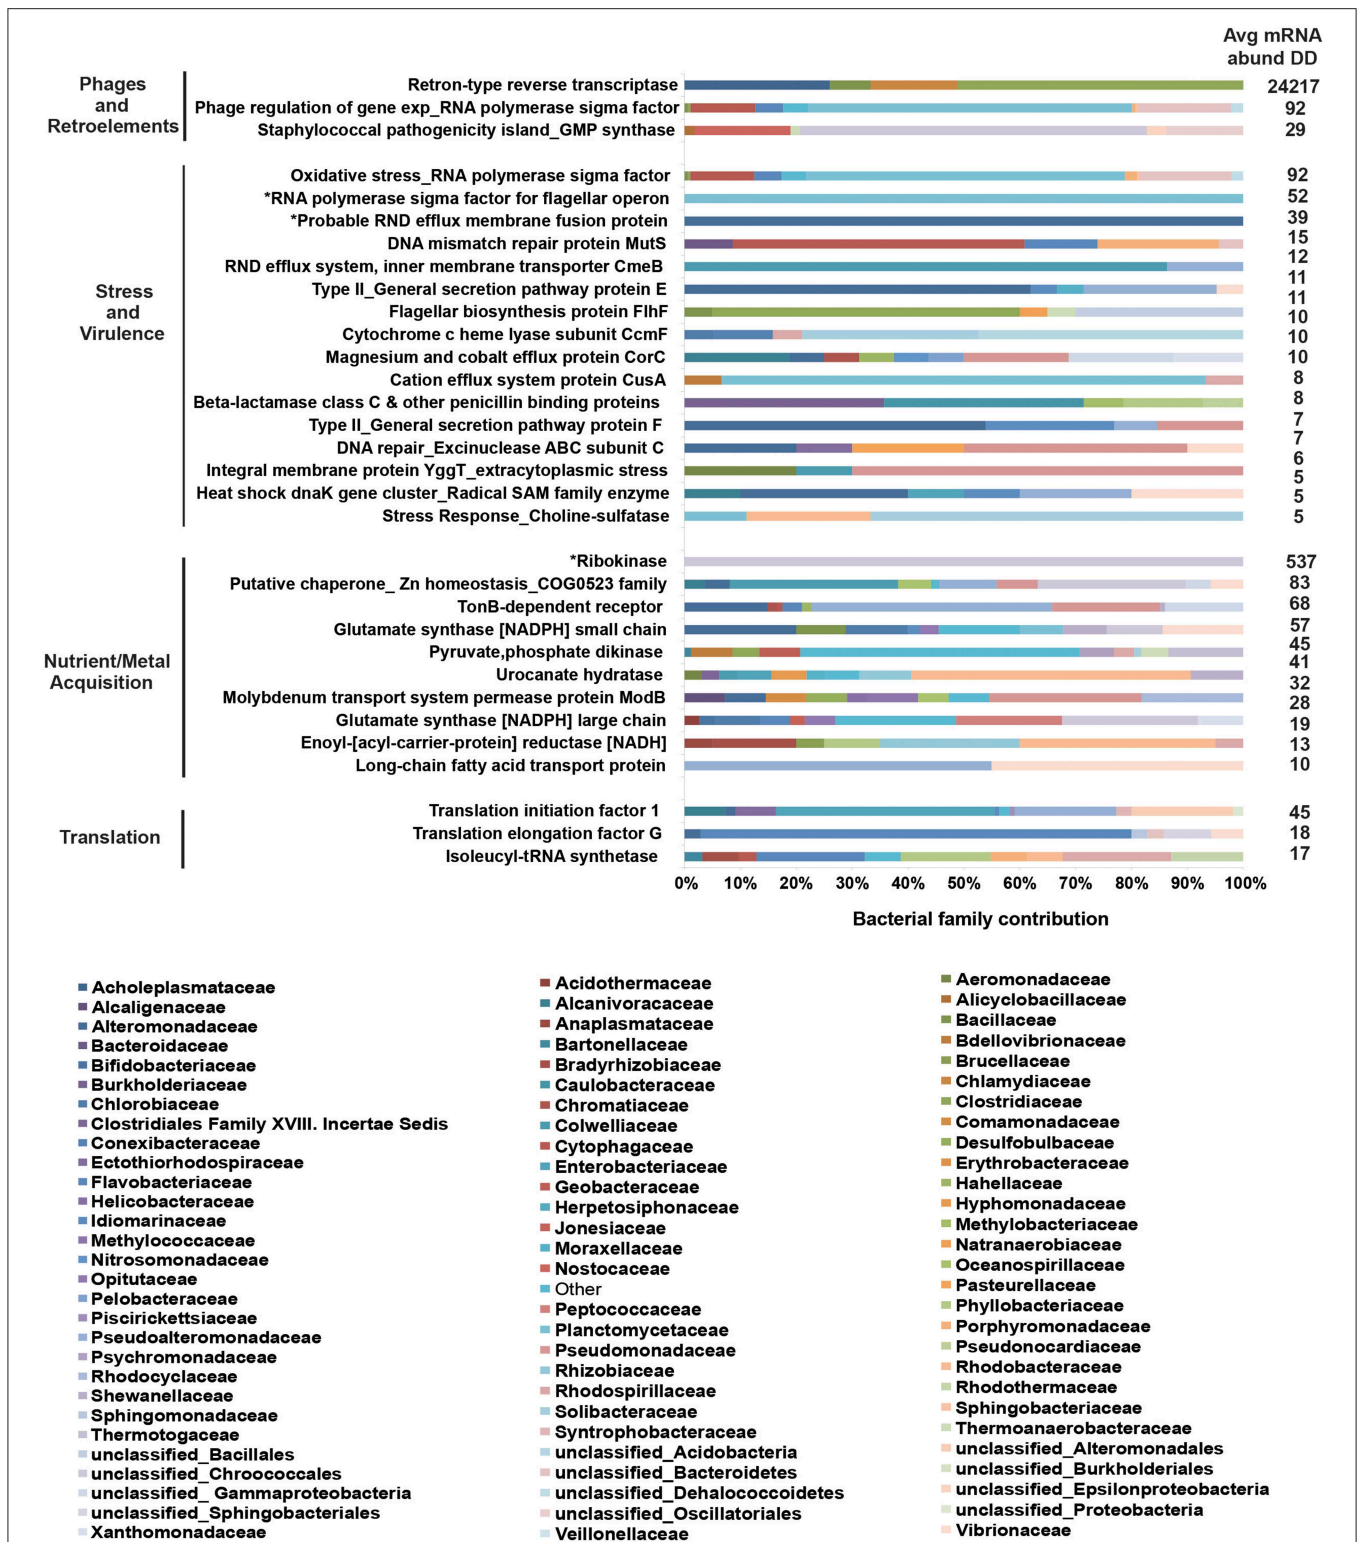 Avg mRNA
abund DD
Phages
and
Retroelements
Retron-type reverse transcriptase 24217
Phage regulation of gene exp_RNA polymerase sigma factor 92
Staphylococcal pathogenicity island_GMP synthase 29
Stress
and
Virulence
Oxidative stress_RNA polymerase sigma factor 92
*RNA polymerase sigma factor for flagellar operon 52
*Probable RND efflux membrane fusion protein 39
DNA mismatch repair protein MutS 15
RND efflux system, inner membrane transporter CmeB 12
Type II_General secretion pathway protein E 11
Flagellar biosynthesis protein FlhF 11
Cytochrome c heme lyase subunit CcmF 10
Magnesium and cobalt efflux protein CorC 10
Cation efflux system protein CusA 10
Beta-lactamase class C & other penicillin binding proteins 8
Type II_General secretion pathway protein F 8
DNA repair_Excinuclease ABC subunit C 7
Integral membrane protein YggT_extracytoplasmic stress 7
Heat shock dnaK gene cluster_Radical SAM family enzyme 6
Stress Response_Choline-sulfatase 5
5
5
Nutrient/Metal
Acquisition
*Ribokinase 537
Putative chaperone_ Zn homeostasis_COG0523 family 83
TonB-dependent receptor 68
Glutamate synthase [NADPH] small chain 57
Pyruvate,phosphate dikinase 45
Urocanate hydratase 41
Molybdenum transport system permease protein ModB 32
Glutamate synthase [NADPH] large chain 28
Enoyl-[acyl-carrier-protein] reductase [NADH] 19
Long-chain fatty acid transport protein 13
10
Translation
Translation initiation factor 1 45
Translation elongation factor G 18
Isoleucyl-tRNA synthetase 17
0% 10% 20% 30% 40% 50% 60% 70% 80% 90% 100%
Bacterial family contribution
Acholeplasmataceae
Alcaligenaceae
Alteromonadaceae
Bacteroidaceae
Bifidobacteriaceae
Burkholderiaceae
Chlorobiaceae
Clostridiales Family XVIII. Incertae Sedis
Conexibacteraceae
Ectothiorhodospiraceae
Flavobacteriaceae
Helicobacteraceae
Idiomarinaceae
Methylococcaceae
Nitrosomonadaceae
Opitutaceae
Pelobacteraceae
Piscirickettsiaceae
Pseudoalteromonadaceae
Psychromonadaceae
Rhodocyclaceae
Shewanellaceae
Sphingomonadaceae
Thermotogaceae
unclassified_Bacillales
unclassified_Chroococcales
unclassified_ Gammaproteobacteria
unclassified_Sphingobacteriales
Xanthomonadaceae
Acidothermaceae
Alcanivoracaceae
Anaplasmataceae
Bartonellaceae
Bradyrhizobiaceae
Caulobacteraceae
Chromatiaceae
Colwelliaceae
Cytophagaceae
Enterobacteriaceae
Geobacteraceae
Herpetosiphonaceae
Jonesiaceae
Moraxellaceae
Nostocaceae
Other
Peptococcaceae
Planctomycetaceae
Pseudomonadaceae
Rhizobiaceae
Rhodospirillaceae
Solibacteraceae
Syntrophobacteraceae
unclassified_Acidobacteria
unclassified_Bacteroidetes
unclassified_Dehalococcoidetes
unclassified_Oscillatoriales
Veillonellaceae
Aeromonadaceae
Alicyclobacillaceae
Bacillaceae
Bdellovibrionaceae
Brucellaceae
Chlamydiaceae
Clostridiaceae
Comamonadaceae
Desulfobulbaceae
Erythrobacteraceae
Hahellaceae
Hyphomonadaceae
Methylobacteriaceae
Natranaerobiaceae
Oceanospirillaceae
Pasteurellaceae
Phyllobacteriaceae
Porphyromonadaceae
Pseudonocardiaceae
Rhodobacteraceae
Rhodothermaceae
Sphingobacteriaceae
Thermoanaerobacteraceae
unclassified_Alteromonadales
unclassified_Burkholderiales
unclassified_Epsilonproteobacteria
unclassified_Proteobacteria
Vibrionaceae